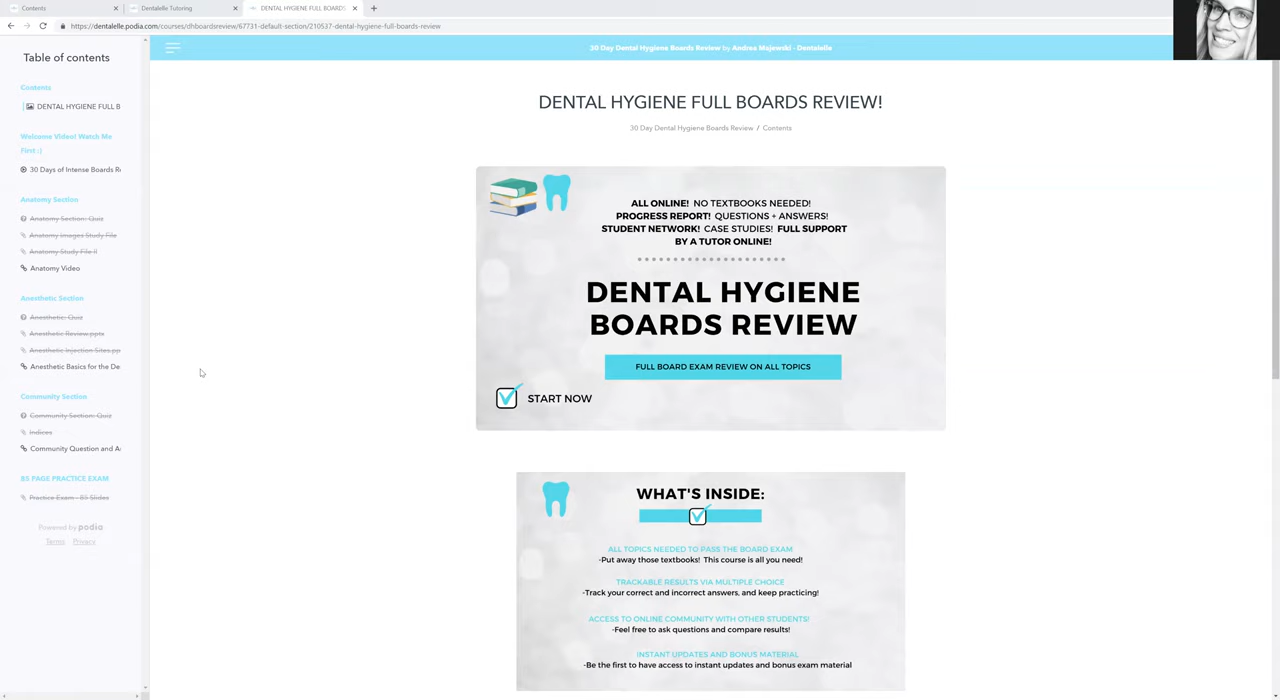 Contents
Dentalelle Tutoring
DENTAL HYGIENE FULL BOARDS
https://dentalelle.podia.com/courses/dhboardsreview/67731-default-section/210537-dental-hygiene-full-boards-review
Table of contents
Contents
DENTAL HYGIENE FULL B
Welcome Video! Watch Me
First :)
30 Days of Intense Boards Re
Anatomy Section
Anatomy Section: Quiz
Anatomy Images Study File
Anatomy Study File II
Anatomy Video
Anesthetic Section
Anesthetic: Quiz
Anesthetic Review.pptx
Anesthetic Injection Sites.pp
Anesthetic Basics for the De
Community Section
Community Section: Quiz
Indices
Community Question and A
85 PAGE PRACTICE EXAM
Practice Exam - 85 Slides
Powered by podia
Terms Privacy
30 Day Dental Hygiene Boards Review by Andrea Majewski - Dentalelle
DENTAL HYGIENE FULL BOARDS REVIEW!
30 Day Dental Hygiene Boards Review / Contents
ALL ONLINE! NO TEXTBOOKS NEEDED!
PROGRESS REPORT! QUESTIONS + ANSWERS!
STUDENT NETWORK! CASE STUDIES! FULL SUPPORT
BY A TUTOR ONLINE!
DENTAL HYGIENE
BOARDS REVIEW
FULL BOARD EXAM REVIEW ON ALL TOPICS
START NOW
WHAT'S INSIDE:
ALL TOPICS NEEDED TO PASS THE BOARD EXAM
-Put away those textbooks! This course is all you need!
TRACKABLE RESULTS VIA MULTIPLE CHOICE
-Track your correct and incorrect answers, and keep practicing!
ACCESS TO ONLINE COMMUNITY WITH OTHER STUDENTS!
-Feel free to ask questions and compare results!
INSTANT UPDATES AND BONUS MATERIAL
-Be the first to have access to instant updates and bonus exam material